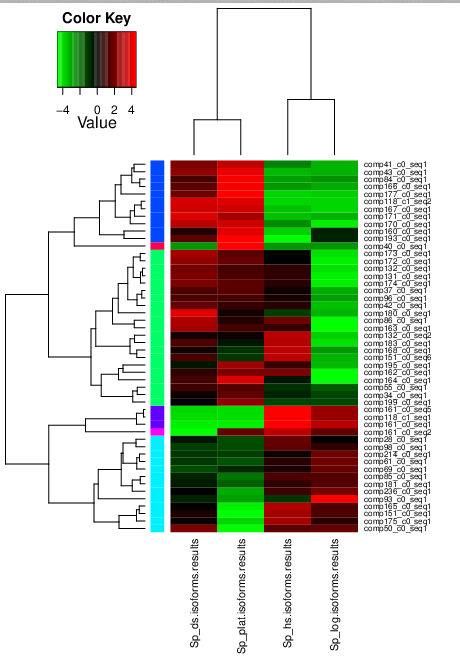 Color Key
−4 0 2 4
Value
comp41_c0_seq1
comp43_c0_seq1
comp84_c0_seq1
comp166_c0_seq1
comp177_c0_seq1
comp118_c1_seq2
comp167_c0_seq1
comp171_c0_seq1
comp170_c0_seq1
comp160_c0_seq1
comp193_c0_seq1
comp40_c0_seq1
comp173_c0_seq1
comp172_c0_seq1
comp132_c0_seq1
comp131_c0_seq1
comp174_c0_seq1
comp37_c0_seq1
comp96_c0_seq1
comp42_c0_seq1
comp180_c0_seq1
comp86_c0_seq1
comp163_c0_seq1
comp132_c0_seq2
comp183_c0_seq1
comp168_c0_seq1
comp151_c0_seq6
comp195_c0_seq1
comp162_c0_seq1
comp164_c0_seq1
comp55_c0_seq1
comp34_c0_seq1
comp199_c0_seq1
comp161_c0_seq5
comp118_c1_seq1
comp161_c0_seq1
comp161_c0_seq2
comp28_c0_seq1
comp98_c0_seq1
comp214_c0_seq1
comp61_c0_seq1
comp69_c0_seq1
comp85_c0_seq1
comp181_c0_seq1
comp236_c0_seq1
comp93_c0_seq1
comp165_c0_seq1
comp151_c0_seq1
comp175_c0_seq1
comp50_c0_seq1
Sp_ds.isoforms.results
Sp_plat.isoforms.results
Sp_hs.isoforms.results
Sp_log.isoforms.results